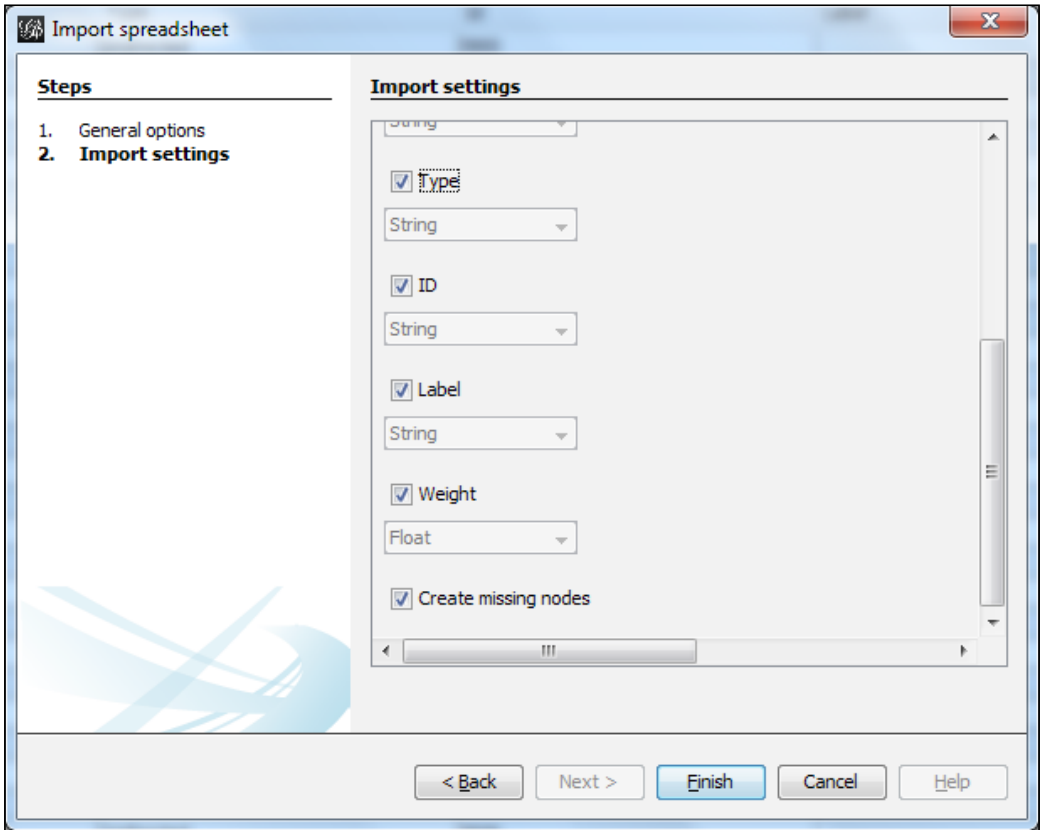 Import spreadsheet
Steps
1. General options
2. Import settings
Import settings
String
Type
String
ID
String
Label
String
Weight
Float
Create missing nodes
< Back Next > Finish Cancel Help